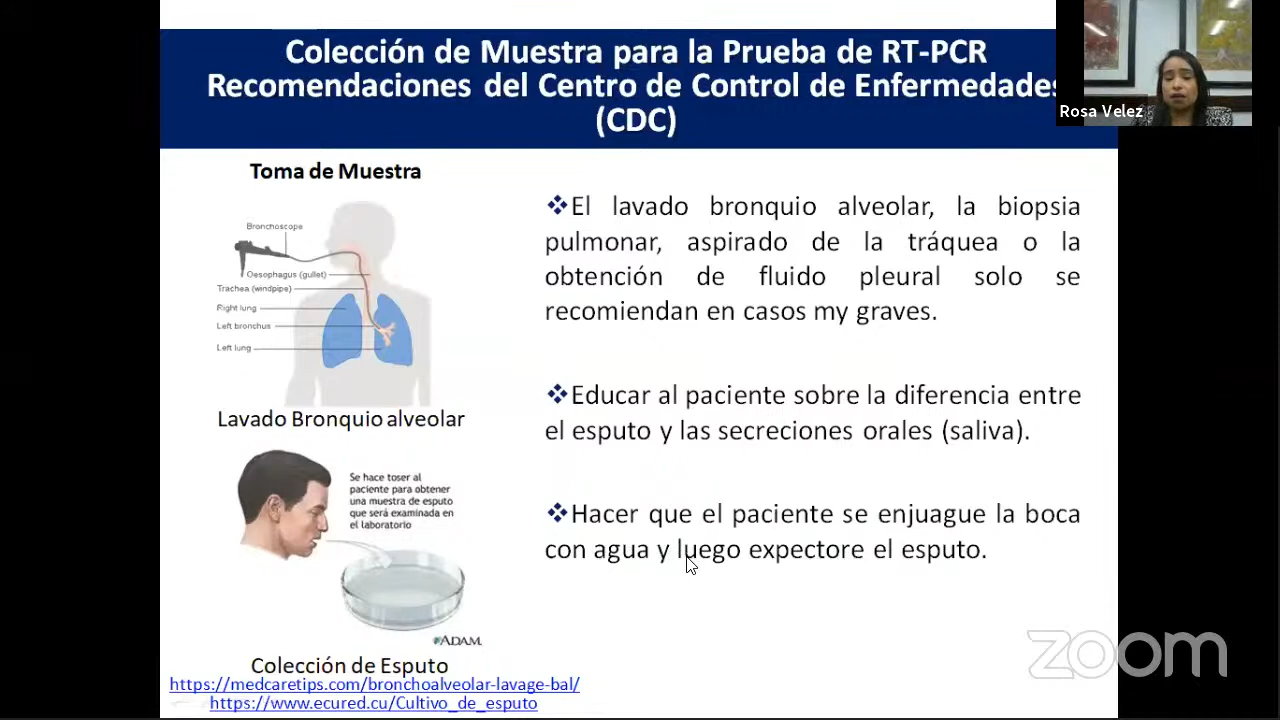 Colección de Muestra para la Prueba de RT-PCR
Recomendaciones del Centro de Control de Enfermedades
(CDC)
Rosa Velez
Toma de Muestra
Bronchoscope
Oesophagus (gullet)
Trachea (windpipe)
Right lung
Left bronchus
Left lung
Lavado Bronquio alveolar
Se hace toser al
paciente para obtener
una muestra de esputo
que será examinada en
el laboratorio
ADAM
Colección de Esputo
https://medcaretips.com/bronchoalveolar-lavage-bal/
https://www.ecured.cu/Cultivo_de_esputo
❖El lavado bronquio alveolar, la biopsia
pulmonar, aspirado de la tráquea o la
obtención de fluido pleural solo se
recomiendan en casos my graves.
❖Educar al paciente sobre la diferencia entre
el esputo y las secreciones orales (saliva).
❖Hacer que el paciente se enjuague la boca
con agua y luego expectore el esputo.
zoom